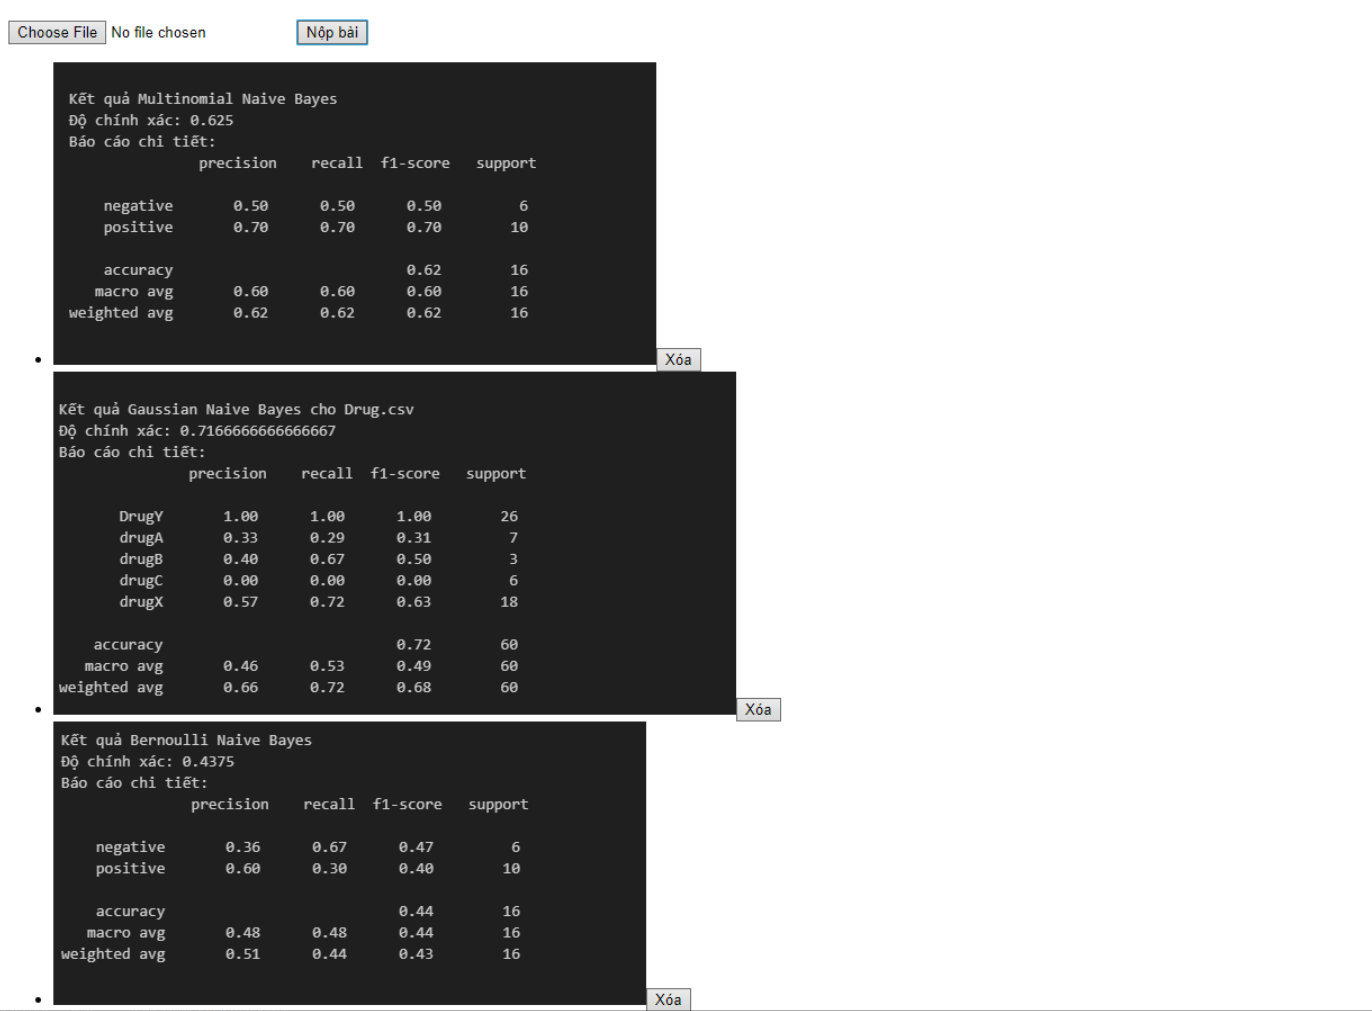 Choose File No file chosen Nộp bài
Kết quả Multinomial Naive Bayes
Độ chính xác: 0.625
Báo cáo chi tiết:
precision recall f1-score support
negative 0.50 0.50 0.50 6
positive 0.70 0.70 0.70 10
accuracy 0.62 16
macro avg 0.60 0.60 0.60 16
weighted avg 0.62 0.62 0.62 16
Xóa
Kết quả Gaussian Naive Bayes cho Drug.csv
Độ chính xác: 0.7166666666666667
Báo cáo chi tiết:
precision recall f1-score support
DrugY 1.00 1.00 1.00 26
drugA 0.33 0.29 0.31 7
drugB 0.40 0.67 0.50 3
drugC 0.00 0.00 0.00 6
drugX 0.57 0.72 0.63 18
accuracy 0.72 60
macro avg 0.46 0.53 0.49 60
weighted avg 0.66 0.72 0.68 60
Xóa
Kết quả Bernoulli Naive Bayes
Độ chính xác: 0.4375
Báo cáo chi tiết:
precision recall f1-score support
negative 0.36 0.67 0.47 6
positive 0.60 0.30 0.40 10
accuracy 0.44 16
macro avg 0.48 0.48 0.44 16
weighted avg 0.51 0.44 0.43 16
Xóa